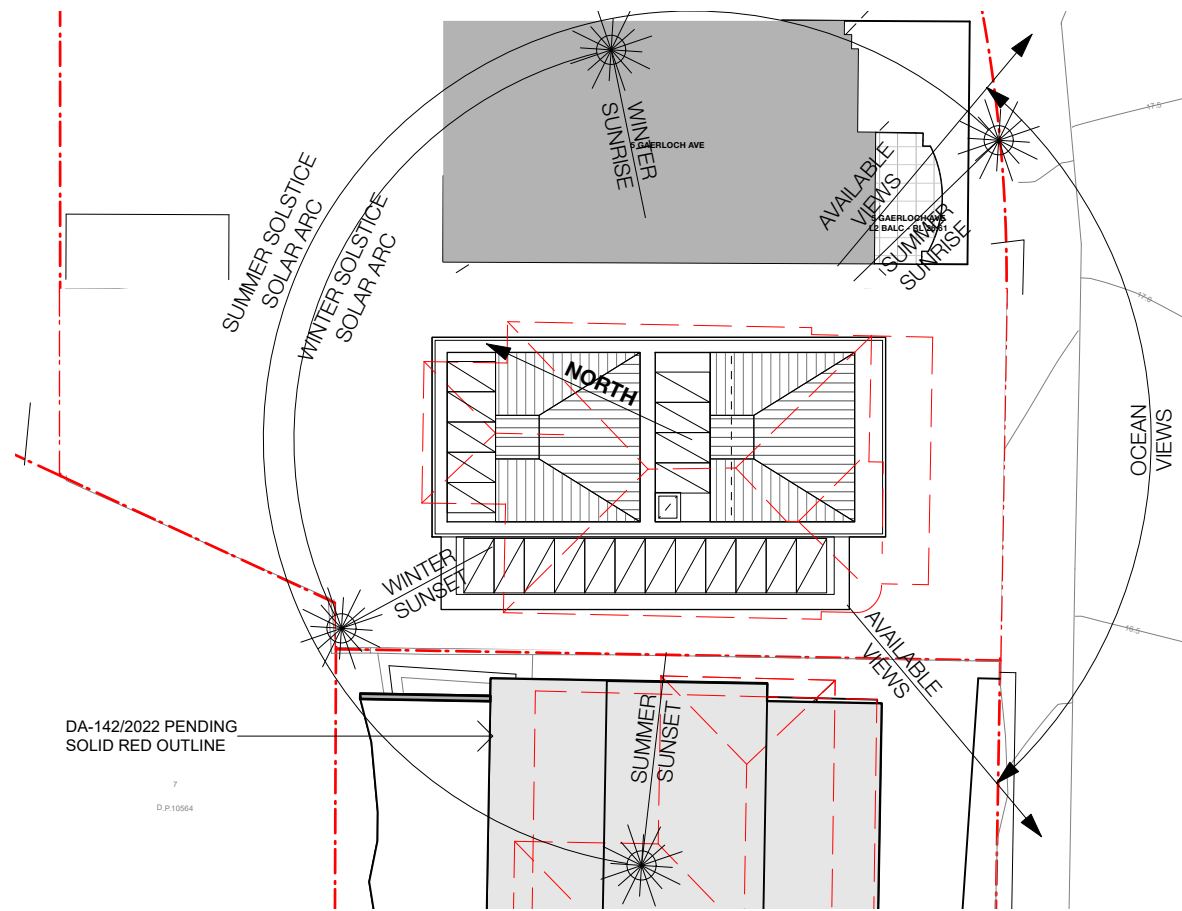 WINTER
SUNRISE
5 GAERLOCH AVE
17.5
AVAILABLE
VIEWS
5 GAERLOCH AVE
SUMMER
SUNRISE
SUMMER SOLSTICE
SOLAR ARC
WINTER SOLSTICE
SOLAR ARC
17.0
NORTH
OCEAN
VIEWS
WINTER
SUNSET
16.5
AVAILABLE
VIEWS
SUMMER
SUNSET
DA-142/2022 PENDING
SOLID RED OUTLINE
7
D.P.10564